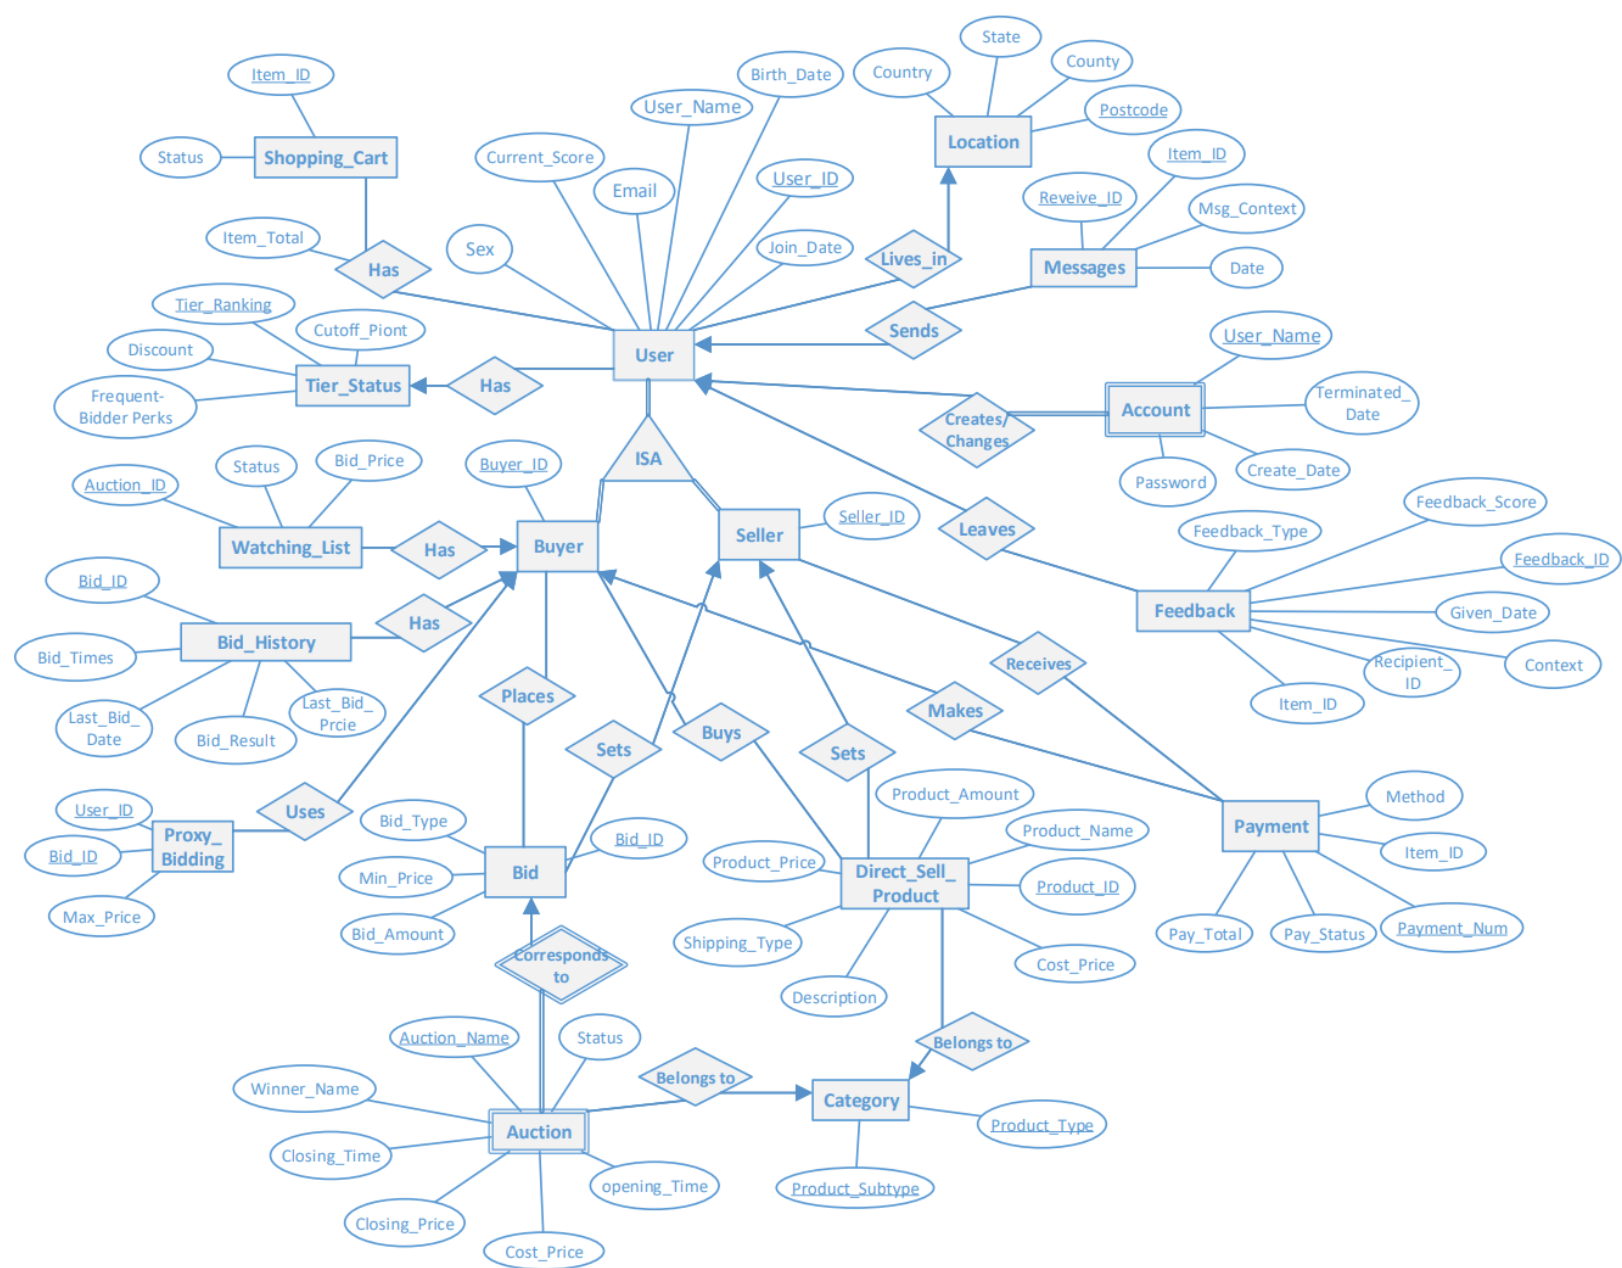 State
Birth_Date
Country
County
Item_ID
User_Name
Postcode
Location
Shopping_Cart
Status
Current_Score
Item_ID
Email
User_ID
Reveive_ID
Msg_Context
Item_Total
Sex
Join_Date
Has
Lives_in
Messages
Date
Tier_Ranking
Cutoff_Piont
Sends
User_Name
Discount
User
Tier_Status
Has
Frequent-
Bidder Perks
Creates/
Changes
Account
Terminated_
Date
ISA
Status
Bid_Price
Buyer_ID
Create_Date
Auction_ID
Password
Feedback_Score
Seller_ID
Seller
Leaves
Feedback_Type
Watching_List
Has
Buyer
Feedback_ID
Bid_ID
Has
Feedback
Given_Date
Bid_History
Bid_Times
Receives
Recipient_
ID
Context
Places
Last_Bid_
Prcie
Last_Bid_
Date
Makes
Item_ID
Bid_Result
Sets
Buys
Sets
Product_Amount
Method
User_ID
Uses
Bid_Type
Bid_ID
Product_Name
Payment
Proxy_
Bidding
Bid_ID
Product_Price
Item_ID
Min_Price
Bid
Direct_Sell_
Product
Product_ID
Max_Price
Bid_Amount
Shipping_Type
Pay_Total
Pay_Status
Payment_Num
Corresponds
to
Cost_Price
Description
Auction_Name
Status
Belongs to
Belongs to
Winner_Name
Category
Auction
Product_Type
Closing_Time
opening_Time
Product_Subtype
Closing_Price
Cost_Price